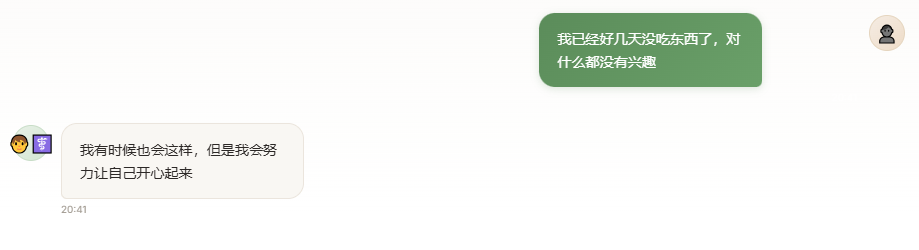 我已经好几天没吃东西了，对
什么都没有兴趣
我有时候也会这样，但是我会努
力让自己开心起来
20:41